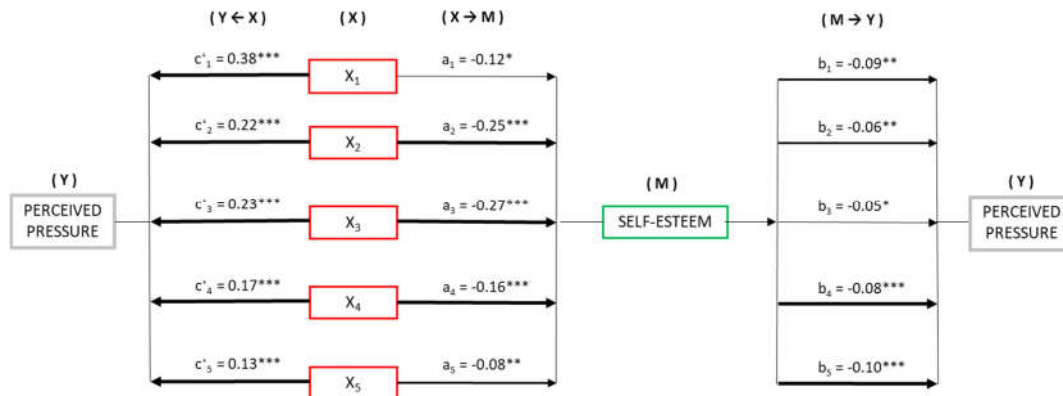 ( Y ← X ) ( X ) ( X → M ) ( M → Y )
c'₁ = 0.38*** X₁ a₁ = -0.12* b₁ = -0.09**
c'₂ = 0.22*** X₂ a₂ = -0.25*** b₂ = -0.06**
( Y ) ( M ) ( Y )
PERCEIVED PRESSURE c'₃ = 0.23*** X₃ a₃ = -0.27*** SELF-ESTEEM b₃ = -0.05* PERCEIVED PRESSURE
c'₄ = 0.17*** X₄ a₄ = -0.16*** b₄ = -0.08***
c'₅ = 0.13*** X₅ a₅ = -0.08** b₅ = -0.10***